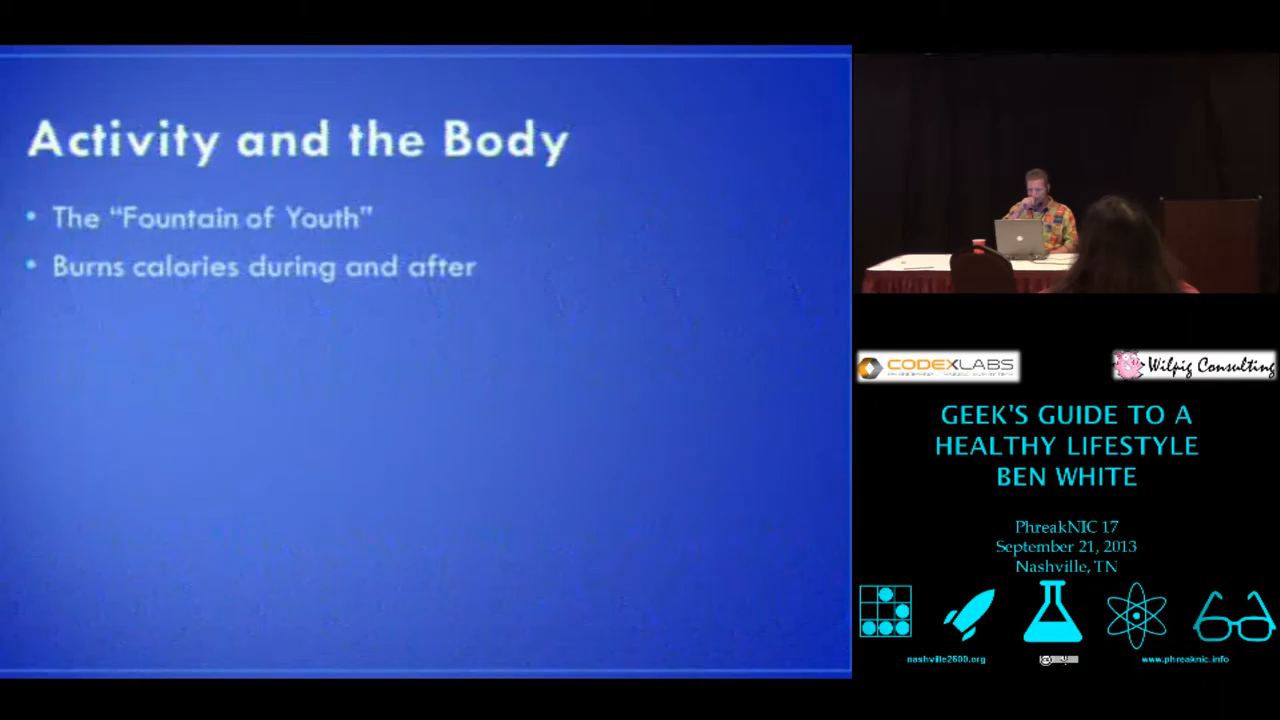 Activity and the Body
• The “Fountain of Youth”
• Burns calories during and after
CODEXLABS
Wilpig Consulting
GEEK'S GUIDE TO A
HEALTHY LIFESTYLE
BEN WHITE
PhreakNIC 17
September 21, 2013
Nashville, TN
nashville2600.org
www.phreaknic.info